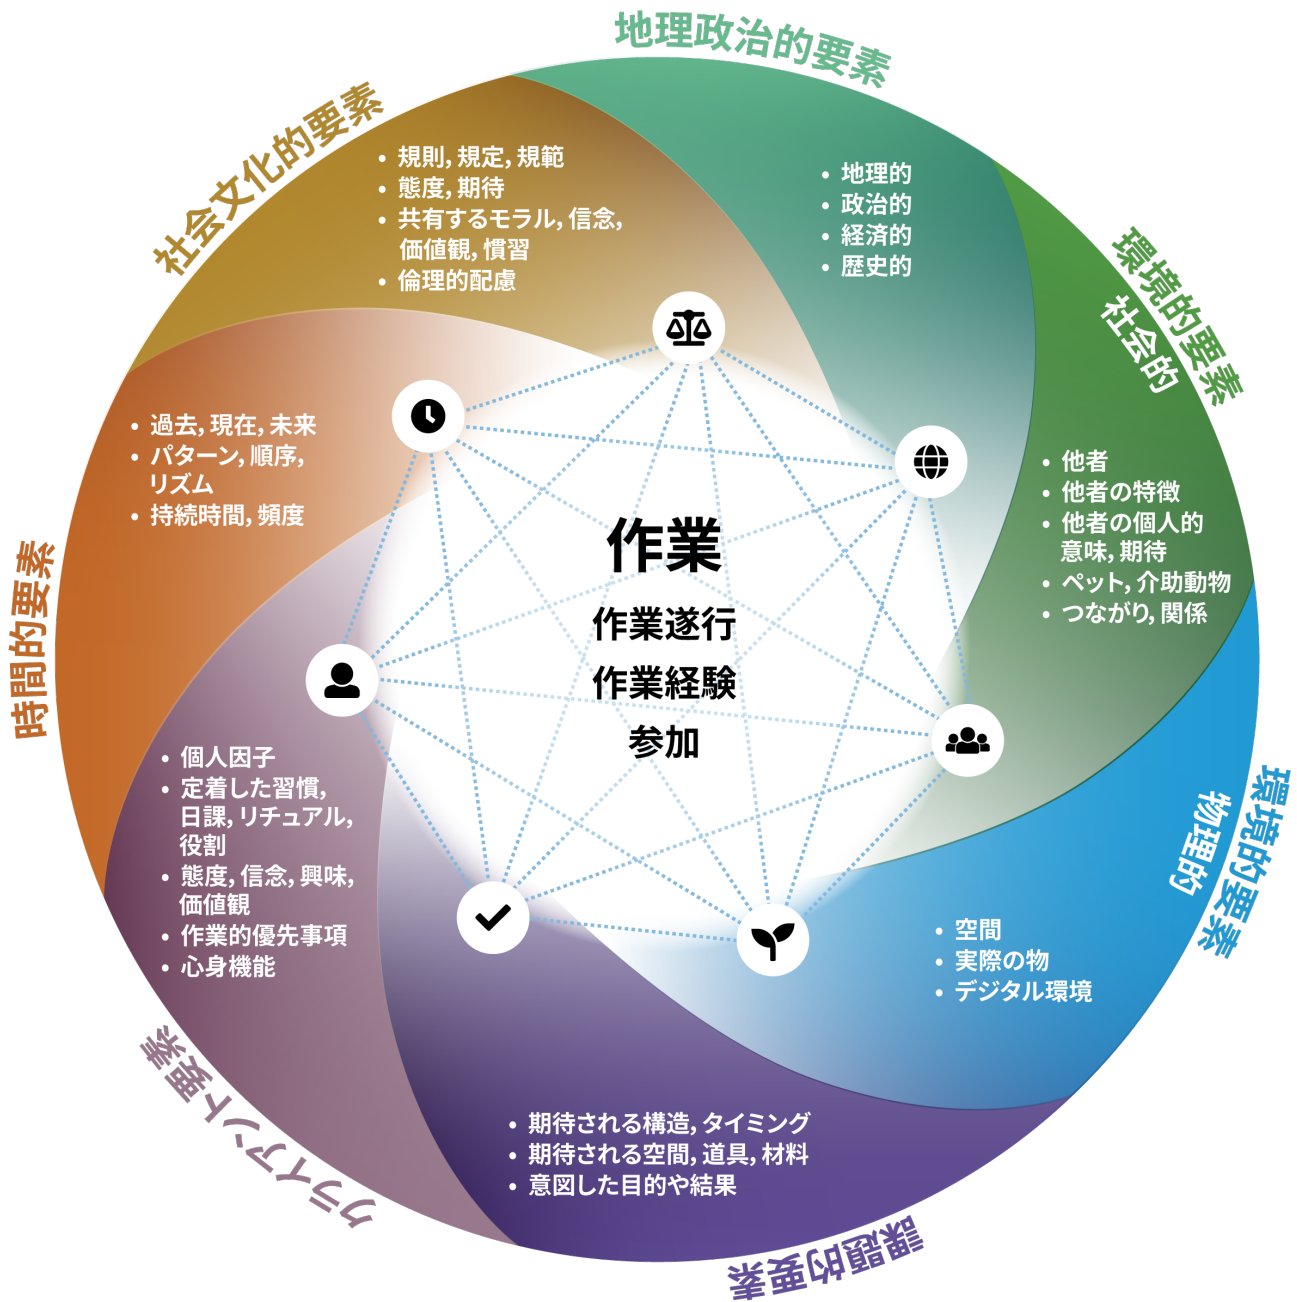 地理政治的要素
・地理的
・政治的
・経済的
・歴史的
環境的要素
社会的
・他者
・他者の特徴
・他者の個人的
意味, 期待
・ペット, 介助動物
・つながり, 関係
環境的要素
物理的
・空間
・実際の物
・デジタル環境
課題的要素
・期待される構造, タイミング
・期待される空間, 道具, 材料
・意図した目的や結果
クライアント要素
・個人因子
・定着した習慣,
日課, リチュアル,
役割
・態度, 信念, 興味,
価値観
・作業的優先事項
・心身機能
時間的要素
・過去, 現在, 未来
・パターン, 順序,
リズム
・持続時間, 頻度
社会文化的要素
・規則, 規定, 規範
・態度, 期待
・共有するモラル, 信念,
価値観, 慣習
・倫理的配慮
作業
作業遂行
作業経験
参加